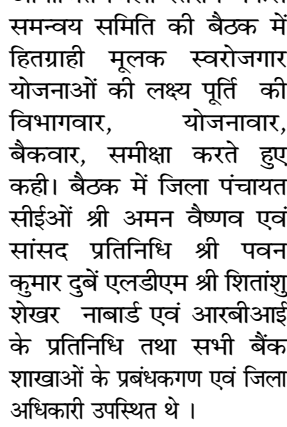 समन्वय समिति की बैठक में
हितग्राही मूलक स्वरोजगार
योजनाओं की लक्ष्य पूर्ति की
विभागवार, योजनावार,
बैकवार, समीक्षा करते हुए
कही। बैठक में जिला पंचायत
सीईओं श्री अमन वैष्णव एवं
सांसद प्रतिनिधि श्री पवन
कुमार दुबें एलडीएम श्री शितांशु
शेखर नाबार्ड एवं आरबीआई
के प्रतिनिधि तथा सभी बैंक
शाखाओं के प्रबंधकगण एवं जिला
अधिकारी उपस्थित थे ।